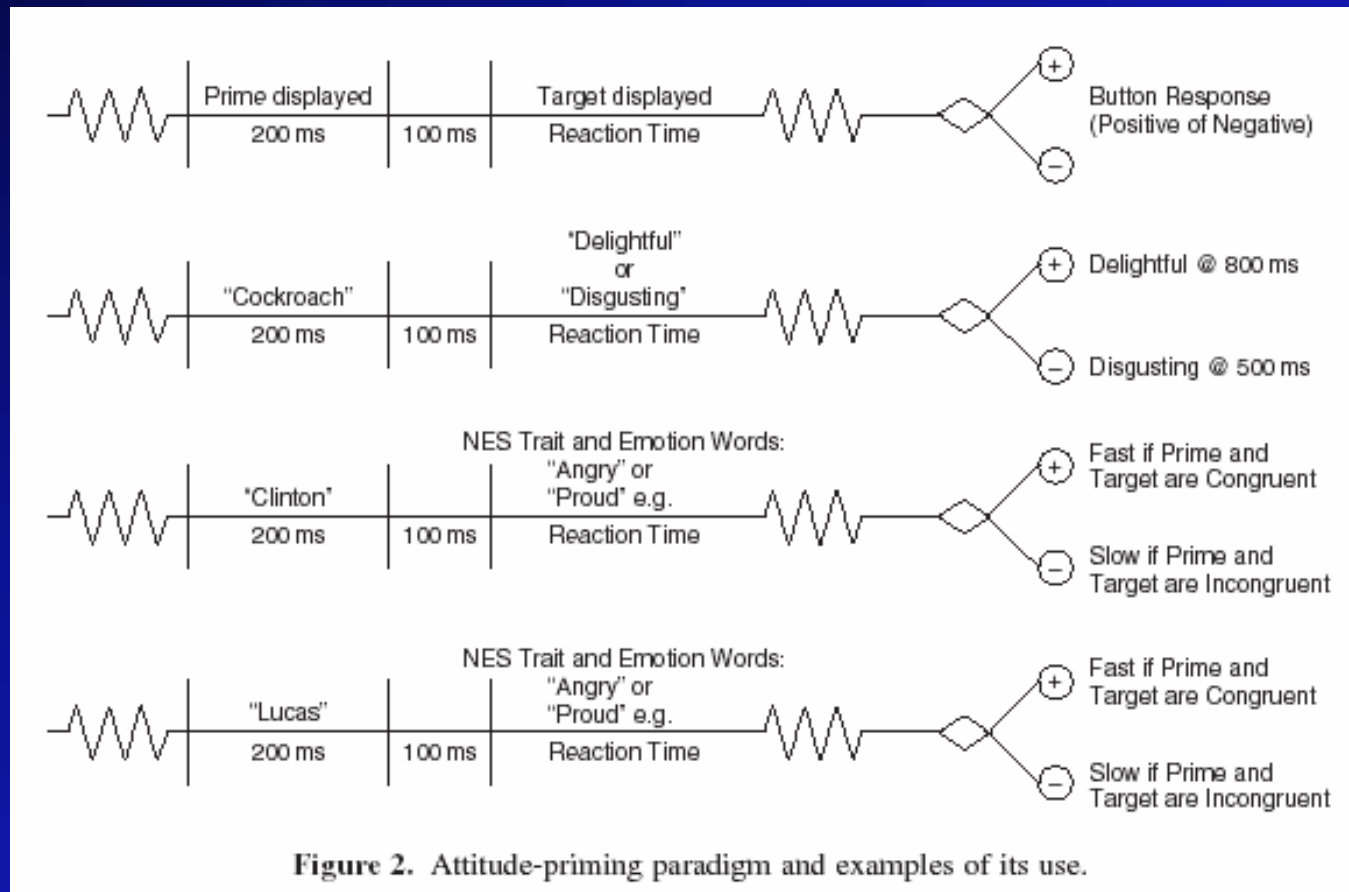 Prime displayed
200 ms
100 ms
Target displayed
Reaction Time
+
−
Button Response
(Positive of Negative)
"Cockroach"
200 ms
100 ms
"Delightful"
or
"Disgusting"
Reaction Time
+
−
Delightful @ 800 ms
Disgusting @ 500 ms
"Clinton"
200 ms
100 ms
NES Trait and Emotion Words:
"Angry" or
"Proud" e.g.
Reaction Time
+
−
Fast if Prime and
Target are Congruent
Slow if Prime and
Target are Incongruent
"Lucas"
200 ms
100 ms
NES Trait and Emotion Words:
"Angry" or
"Proud" e.g.
Reaction Time
+
−
Fast if Prime and
Target are Congruent
Slow if Prime and
Target are Incongruent
Figure 2. Attitude-priming paradigm and examples of its use.